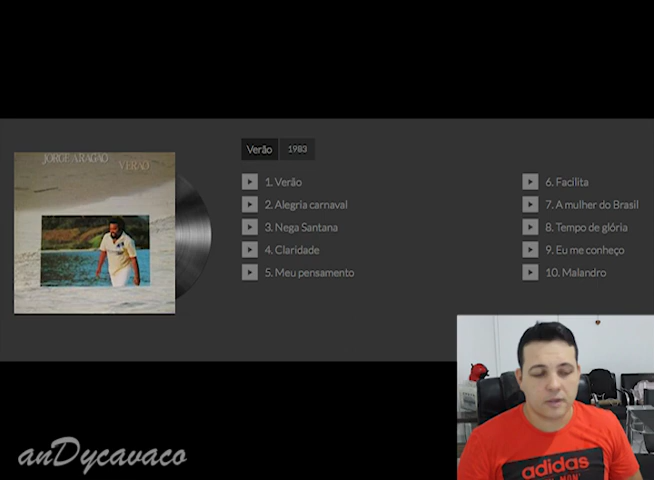 JORGE ARAGÃO
VERÃO
Verão 1983
1. Verão
2. Alegria carnaval
3. Nega Santana
4. Claridade
5. Meu pensamento
6. Facilita
7. A mulher do Brasil
8. Tempo de glória
9. Eu me conheço
10. Malandro
anDycavaco
adidas